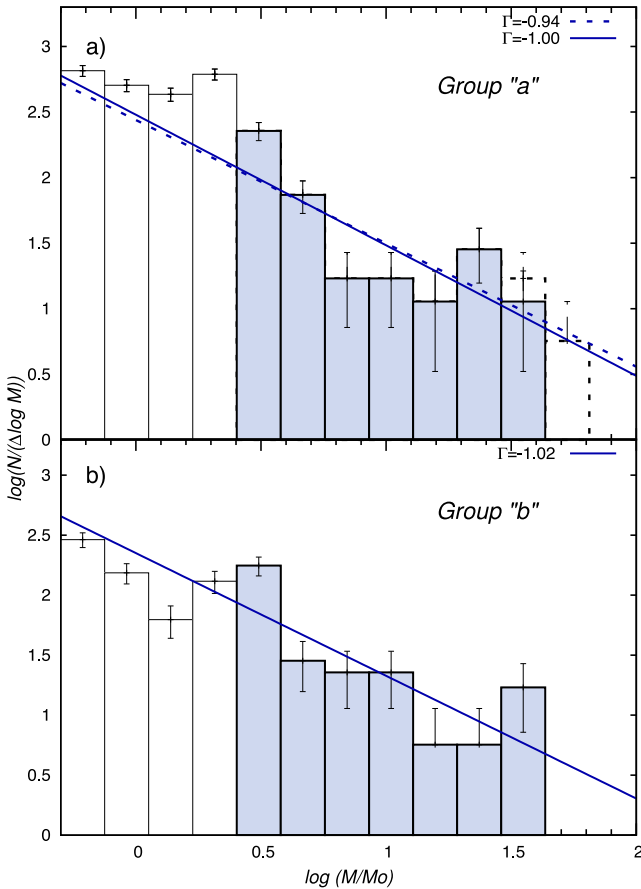 a)
Γ=-0.94
Γ=-1.00
Group "a"
3
2.5
2
1.5
1
0.5
0
log(N/(Δlog M))
b)
Γ=-1.02
Group "b"
3
2.5
2
1.5
1
0.5
0
0 0.5 1 1.5 2
log (M/Mo)